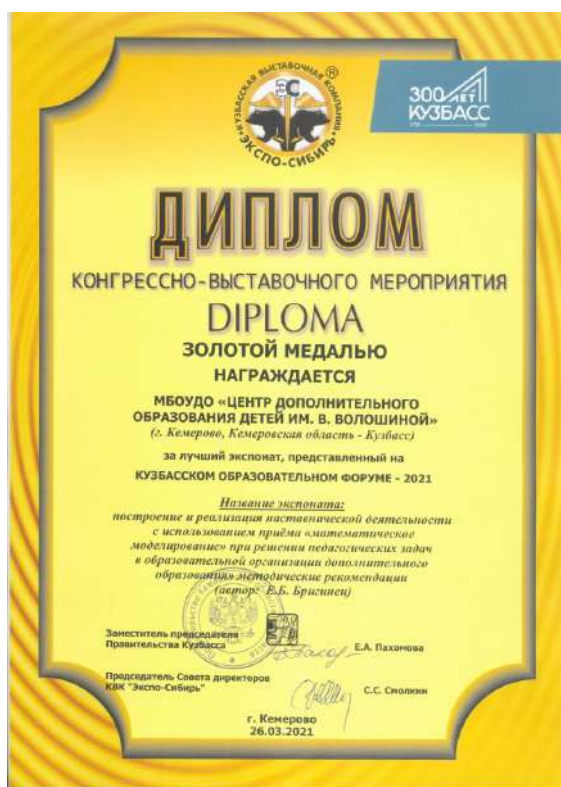 КУЗБАССКАЯ ВЫСТАВОЧНАЯ КОМПАНИЯ
ЭС
®
"ЭКСПО-СИБИРЬ"
300 ЛЕТ
КУЗБАСС
ДИПЛОМ
КОНГРЕССНО-ВЫСТАВОЧНОГО МЕРОПРИЯТИЯ
DIPLOMA
ЗОЛОТОЙ МЕДАЛЬЮ
НАГРАЖДАЕТСЯ
МБОУДО «ЦЕНТР ДОПОЛНИТЕЛЬНОГО
ОБРАЗОВАНИЯ ДЕТЕЙ ИМ. В. ВОЛОШИНОЙ»
(г. Кемерово, Кемеровская область - Кузбасс)
за лучший экспонат, представленный на
КУЗБАССКОМ ОБРАЗОВАТЕЛЬНОМ ФОРУМЕ - 2021
Название экспоната:
построение и реализация наставнической деятельности
с использованием приёма «математическое
моделирование» при решении педагогических задач
в образовательной организации дополнительного
образования» методические рекомендации
(автор: Е.Б. Бригинец)
Заместитель председателя
Правительства Кузбасса
Е.А. Пахомова
Председатель Совета директоров
КВК "Экспо-Сибирь"
С.С. Смолкин
г. Кемерово
26.03.2021